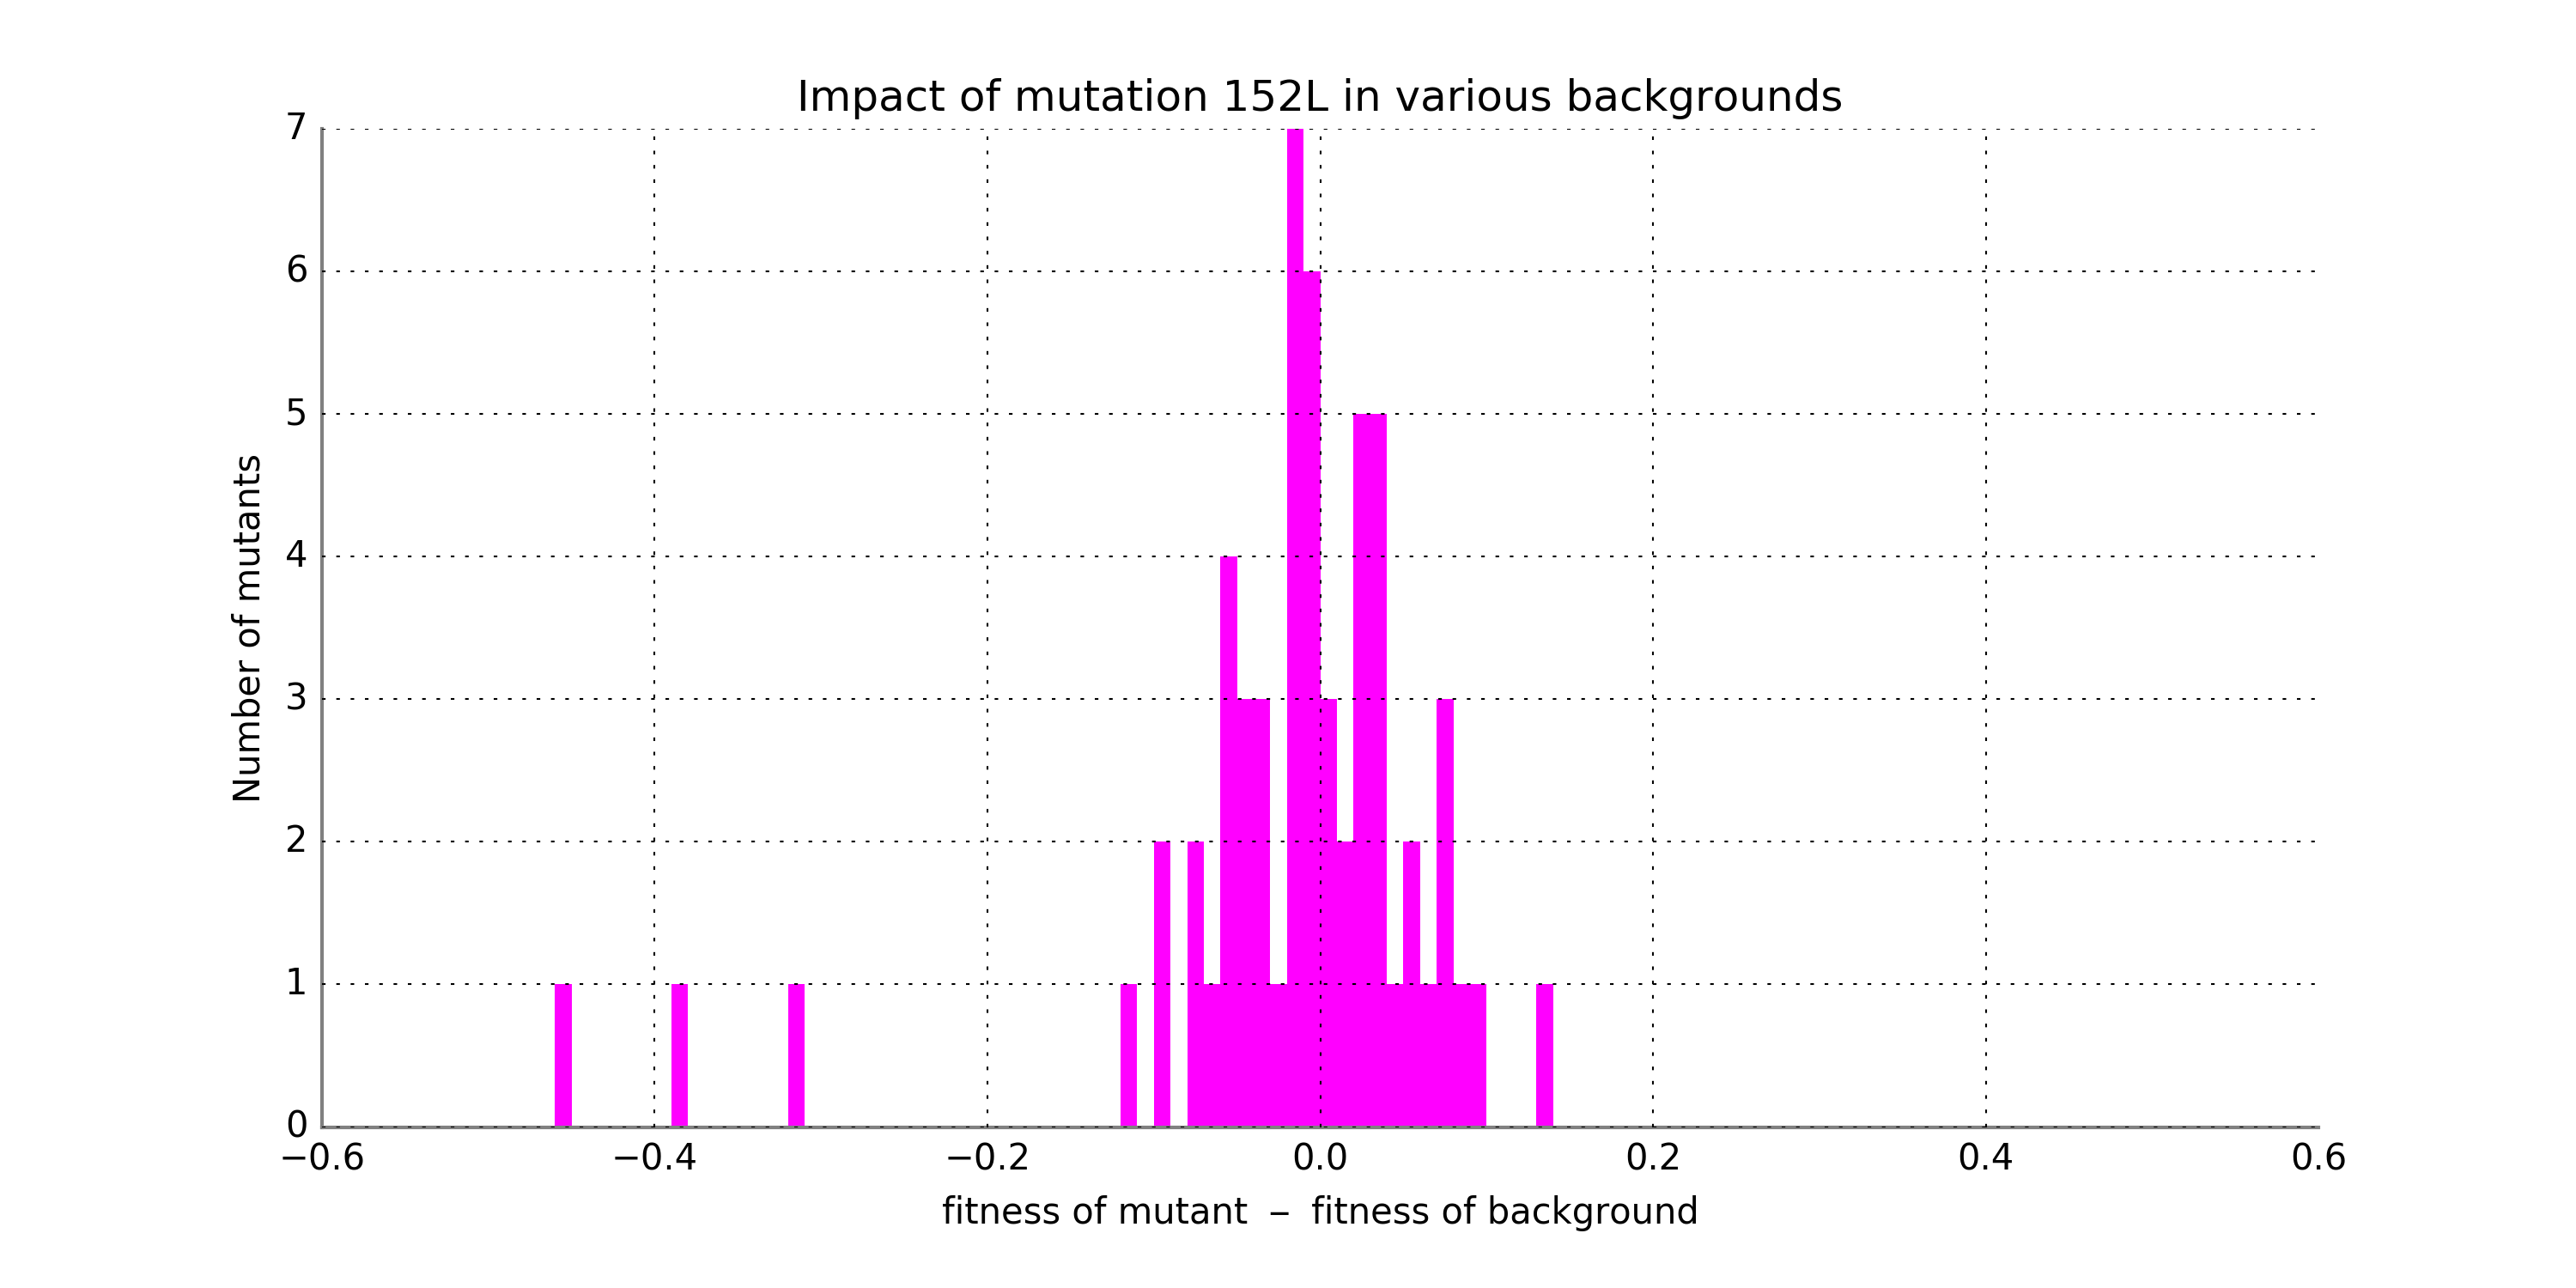 Impact of mutation 152L in various backgrounds
7
6
5
4
3
2
1
0
Number of mutants
−0.6 −0.4 −0.2 0.0 0.2 0.4 0.6
fitness of mutant − fitness of background